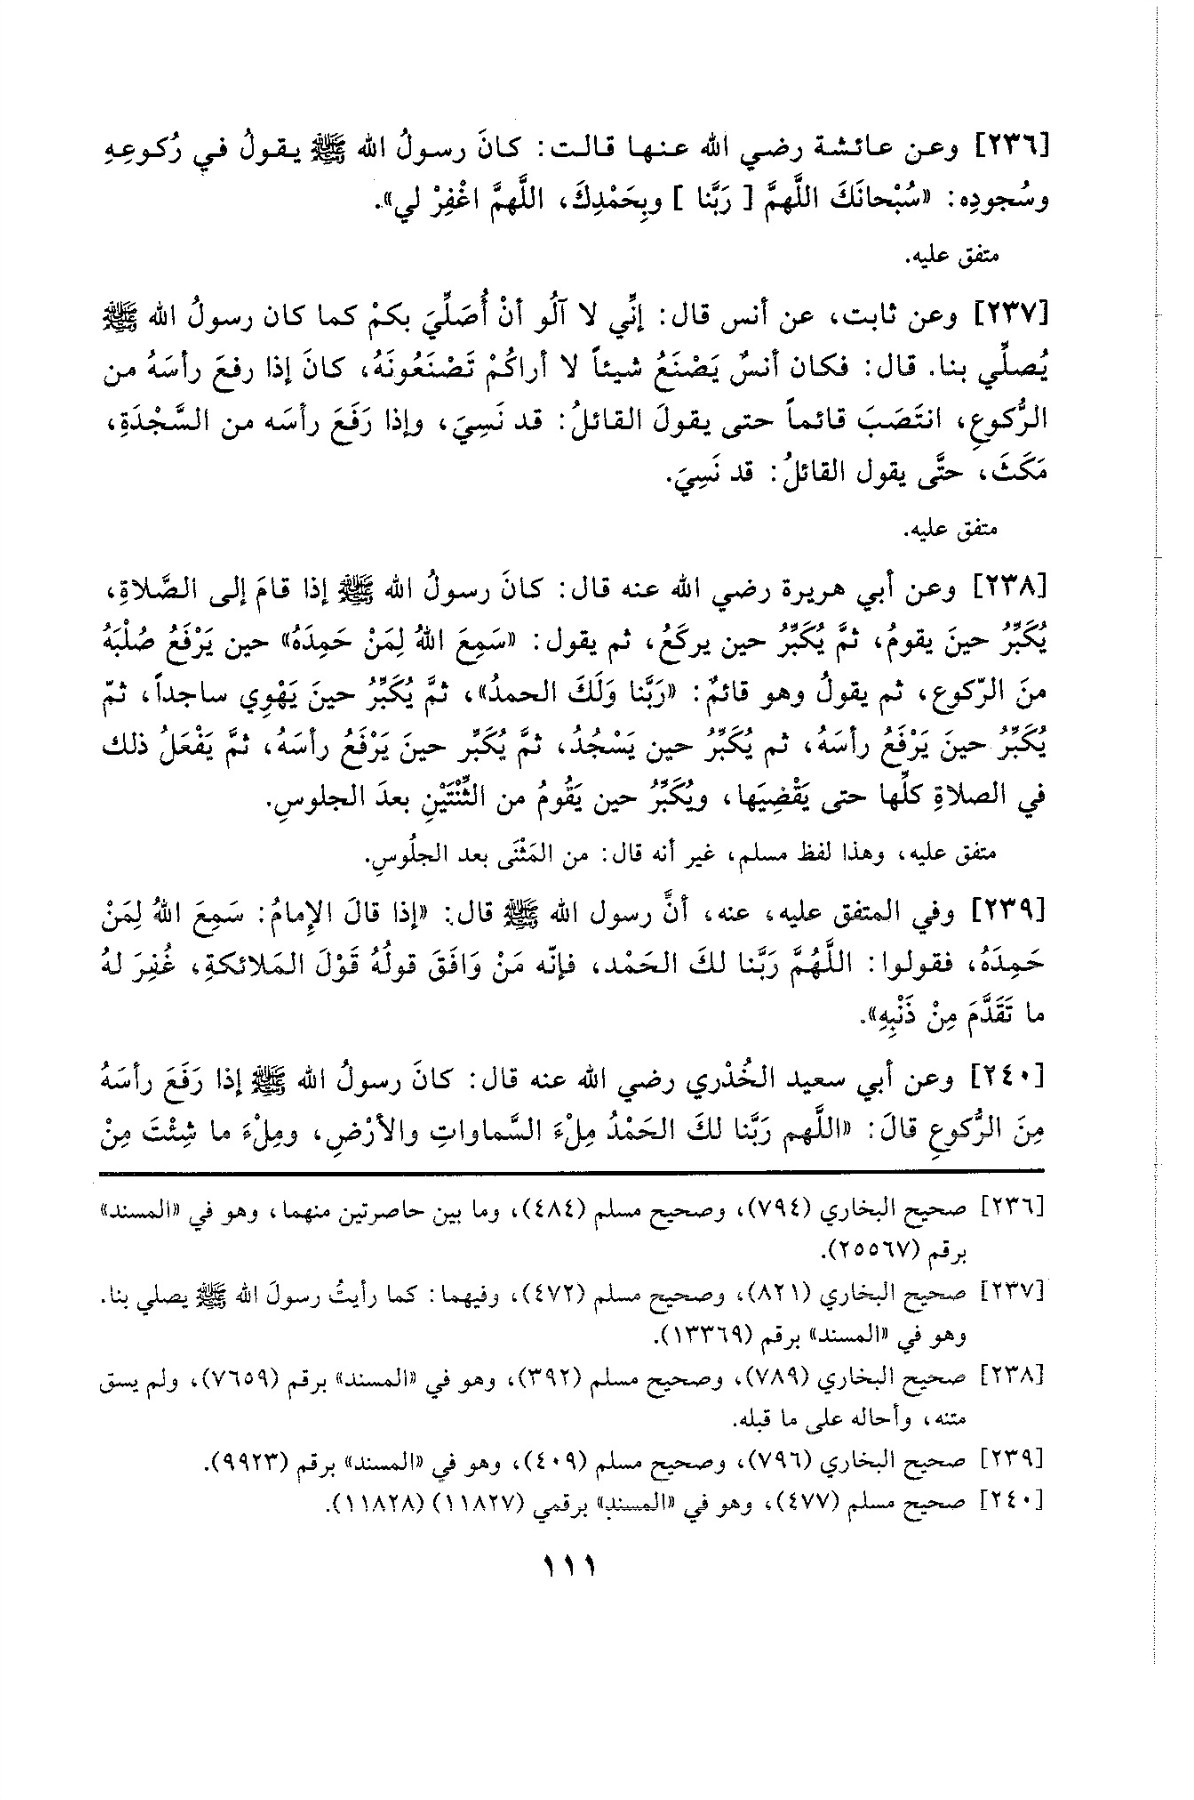 [٢٣٦] وعن عائشة رضي الله عنها قالت: كانَ رسولُ الله ﷺ يقولُ في رُكوعِهِ
وسُجودِه: «سُبْحانَكَ اللَّهمَّ [ رَبَّنا ] وبِحَمْدِكَ، اللَّهمَّ اغْفِرْ لي».
متفق عليه.
[٢٣٧] وعن ثابت، عن أنس قال: إنِّي لا آلُو أنْ أُصَلِّيَ بكمْ كما كان رسولُ الله ﷺ
يُصلِّي بنا. قال: فكان أنسٌ يَصْنَعُ شيئاً لا أراكُمْ تَصْنَعُونَهُ، كانَ إذا رفعَ رأسَهُ من
الرُّكوعِ، انتَصَبَ قائماً حتى يقولَ القائلُ: قد نَسِيَ، وإذا رَفَعَ رأسَه من السَّجْدَةِ،
مَكَثَ، حتَّى يقول القائلُ: قد نَسِيَ.
متفق عليه.
[٢٣٨] وعن أبي هريرة رضي الله عنه قال: كانَ رسولُ الله ﷺ إذا قامَ إلى الصَّلاةِ،
يُكَبِّرُ حينَ يقومُ، ثمَّ يُكَبِّرُ حين يركَعُ، ثم يقول: «سَمِعَ اللهُ لِمَنْ حَمِدَهُ» حين يَرْفَعُ صُلْبَهُ
منَ الرّكوع، ثم يقولُ وهو قائمٌ: «رَبَّنا وَلَكَ الحمدُ»، ثمَّ يُكَبِّرُ حينَ يَهْوِي ساجداً، ثمّ
يُكَبِّرُ حينَ يَرْفَعُ رأسَهُ، ثم يُكَبِّرُ حين يَسْجُدُ، ثمَّ يُكَبِّر حينَ يَرْفَعُ رأسَهُ، ثمَّ يَفْعَلُ ذلك
في الصلاةِ كلِّها حتى يَقْضِيَها، ويُكَبِّرُ حين يَقُومُ من الثِّنْتَيْنِ بعدَ الجلوسِ.
متفق عليه، وهذا لفظ مسلم، غير أنه قال: من المَثْنَى بعد الجلُوسِ.
[٢٣٩] وفي المتفق عليه، عنه، أنَّ رسول الله ﷺ قال: «إذا قالَ الإمامُ: سَمِعَ اللهُ لِمَنْ
حَمِدَهُ، فقولوا: اللَّهُمَّ رَبَّنا لكَ الحَمْد، فإنّه مَنْ وَافَقَ قولُهُ قَوْلَ المَلائكةِ، غُفِرَ لهُ
ما تَقَدَّمَ مِنْ ذَنْبِهِ».
[٢٤٠] وعن أبي سعيد الخُدْري رضي الله عنه قال: كانَ رسولُ الله ﷺ إذا رَفَعَ رأسَهُ
مِنَ الرُّكوعِ قالَ: «اللَّهم رَبَّنا لكَ الحَمْدُ مِلْءَ السَّماواتِ والأرْضِ، ومِلْءَ ما شِئْتَ مِنْ
[٢٣٦] صحيح البخاري (٧٩٤)، وصحيح مسلم (٤٨٤)، وما بين حاصرتين منهما، وهو في «المسند»
برقم (٢٥٥٦٧).
[٢٣٧] صحيح البخاري (٨٢١)، وصحيح مسلم (٤٧٢)، وفيهما: كما رأيتُ رسولَ الله ﷺ يصلي بنا.
وهو في «المسند» برقم (١٣٣٦٩).
[٢٣٨] صحيح البخاري (٧٨٩)، وصحيح مسلم (٣٩٢)، وهو في «المسند» برقم (٧٦٥٩)، ولم يسق
متنه، وأحاله على ما قبله.
[٢٣٩] صحيح البخاري (٧٩٦)، وصحيح مسلم (٤٠٩)، وهو في «المسند» برقم (٩٩٢٣).
[٢٤٠] صحيح مسلم (٤٧٧)، وهو في «المسند» برقمي (١١٨٢٧) (١١٨٢٨).
١١١